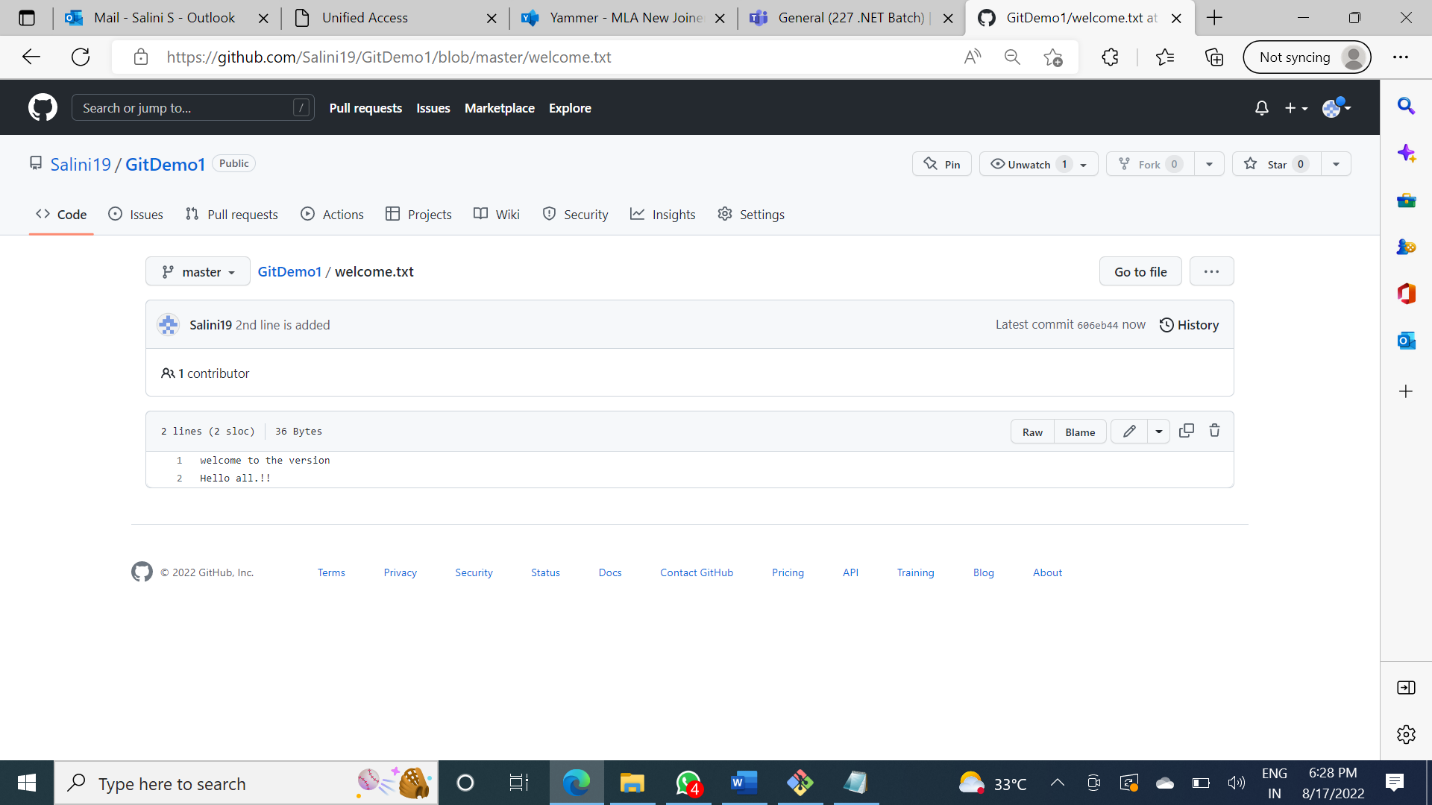 Mail - Salini S - Outlook
Unified Access
Yammer - MLA New Joine
General (227 .NET Batch) |
GitDemo1/welcome.txt at
https://github.com/Salini19/GitDemo1/blob/master/welcome.txt
Not syncing
Search or jump to... /
Pull requests Issues Marketplace Explore
Salini19 / GitDemo1 Public
Pin Unwatch 1 Fork 0 Star 0
Code Issues Pull requests Actions Projects Wiki Security Insights Settings
master GitDemo1 / welcome.txt Go to file ...
Salini19 2nd line is added Latest commit 606eb44 now History
1 contributor
2 lines (2 sloc) 36 Bytes Raw Blame
1 welcome to the version
2 Hello all.!!
© 2022 GitHub, Inc. Terms Privacy Security Status Docs Contact GitHub Pricing API Training Blog About
Type here to search 4 33°C ENG 6:28 PM
IN 8/17/2022